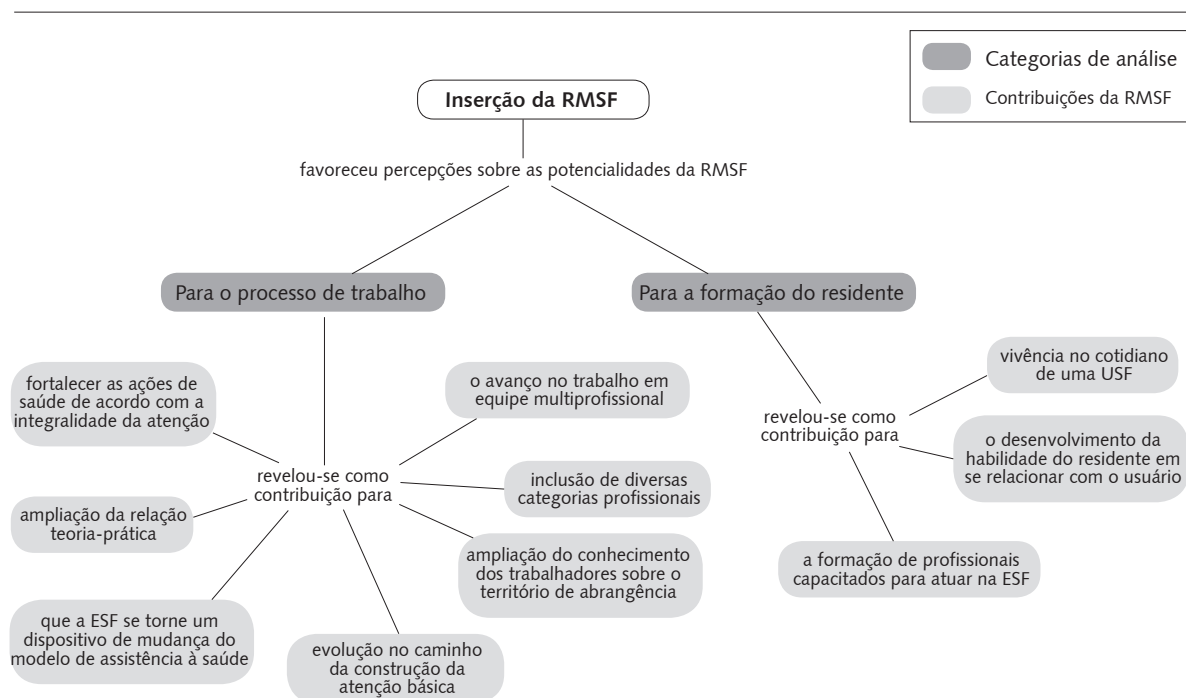 Categorias de análise
Contribuições da RMSF
Inserção da RMSF
favoreceu percepções sobre as potencialidades da RMSF
Para o processo de trabalho
Para a formação do residente
fortalecer as ações de
saúde de acordo com a
integralidade da atenção
o avanço no trabalho em
equipe multiprofissional
revelou-se como
contribuição para
inclusão de diversas
categorias profissionais
ampliação da relação
teoria-prática
ampliação do conhecimento
dos trabalhadores sobre o
território de abrangência
que a ESF se torne um
dispositivo de mudança do
modelo de assistência à saúde
evolução no caminho
da construção da
atenção básica
vivência no cotidiano
de uma USF
revelou-se como
contribuição para
o desenvolvimento da
habilidade do residente em
se relacionar com o usuário
a formação de profissionais
capacitados para atuar na ESF